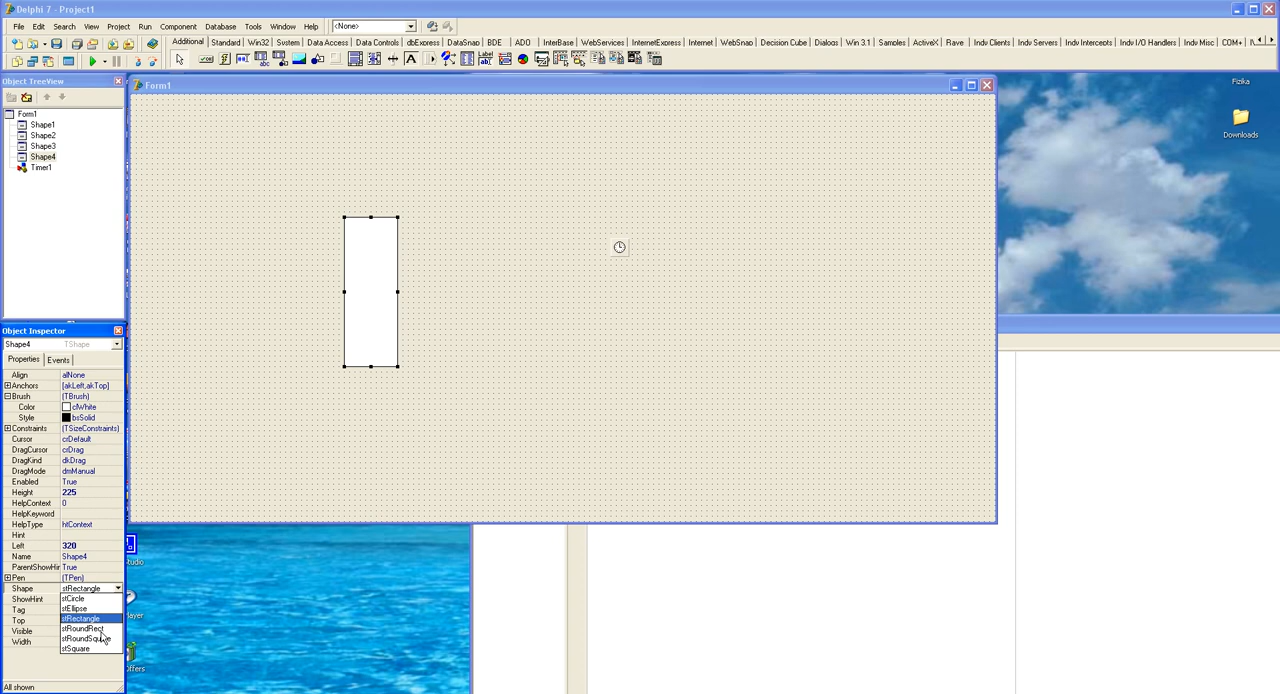 Delphi 7 - Project1
File Edit Search View Project Run Component Database Tools Window Help <None>
Additional Standard Win32 System Data Access Data Controls dbExpress DataSnap BDE ADO InterBase WebServices InternetExpress Internet WebSnap Decision Cube Dialogs Win 3.1 Samples ActiveX Rave Indy Clients Indy Servers Indy Intercepts Indy I/O Handlers Indy Misc COM+
Object TreeView
Form1
Shape1
Shape2
Shape3
Shape4
Timer1
Form1
Fizika
Downloads
Object Inspector
Shape4 TShape
Properties Events
Align alNone
Anchors [akLeft,akTop]
Brush (TBrush)
Color clWhite
Style bsSolid
Constraints (TSizeConstraints)
Cursor crDefault
DragCursor crDrag
DragKind dkDrag
DragMode dmManual
Enabled True
Height 225
HelpContext 0
HelpKeyword
HelpType htContext
Hint
Left 320
Name Shape4
ParentShowHin True
Pen (TPen)
Shape stRectangle
ShowHint
Tag
Top
Visible
Width
stCircle
stEllipse
stRectangle
stRoundRect
stRoundSquare
stSquare
All shown
tudio
layer
Offers